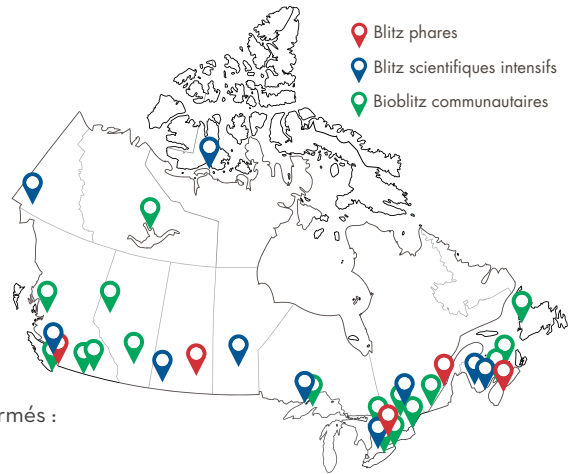 Blitz phares
Blitz scientifiques intensifs
Bioblitz communautaires
rmés :